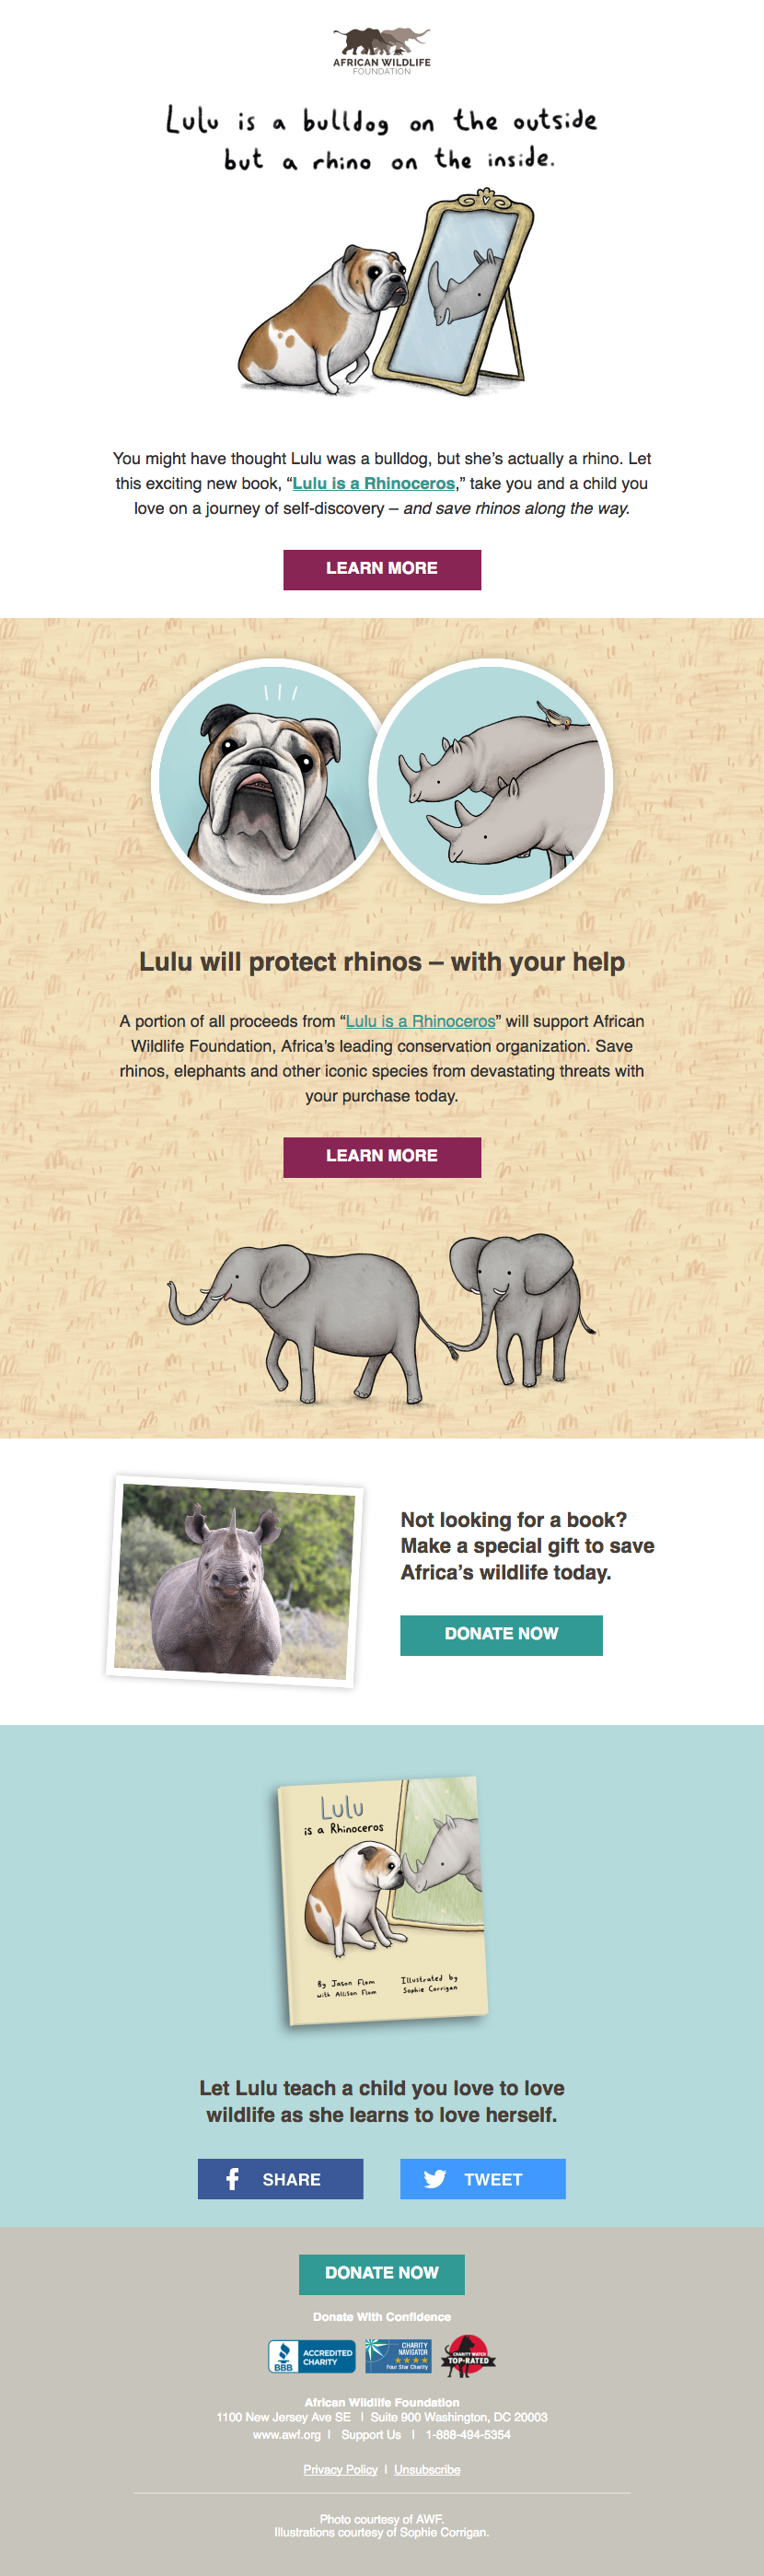 AFRICAN WILDLIFE
FOUNDATION
Lulu is a bulldog on the outside
but a rhino on the inside.
You might have thought Lulu was a bulldog, but she’s actually a rhino. Let
this exciting new book, “Lulu is a Rhinoceros,” take you and a child you
love on a journey of self-discovery – and save rhinos along the way.
LEARN MORE
Lulu will protect rhinos – with your help
A portion of all proceeds from “Lulu is a Rhinoceros” will support African
Wildlife Foundation, Africa’s leading conservation organization. Save
rhinos, elephants and other iconic species from devastating threats with
your purchase today.
LEARN MORE
Not looking for a book?
Make a special gift to save
Africa’s wildlife today.
DONATE NOW
Lulu
is a Rhinoceros
By Jason Flom
with Allison Flom
Illustrated by
Sophie Corrigan
Let Lulu teach a child you love to love
wildlife as she learns to love herself.
SHARE
TWEET
DONATE NOW
Donate With Confidence
BBB
ACCREDITED
CHARITY
CHARITY
NAVIGATOR
Four Star Charity
CHARITY WATCH
TOP-RATED
African Wildlife Foundation
1100 New Jersey Ave SE | Suite 900 Washington, DC 20003
www.awf.org | Support Us | 1-888-494-5354
Privacy Policy | Unsubscribe
Photo courtesy of AWF.
Illustrations courtesy of Sophie Corrigan.